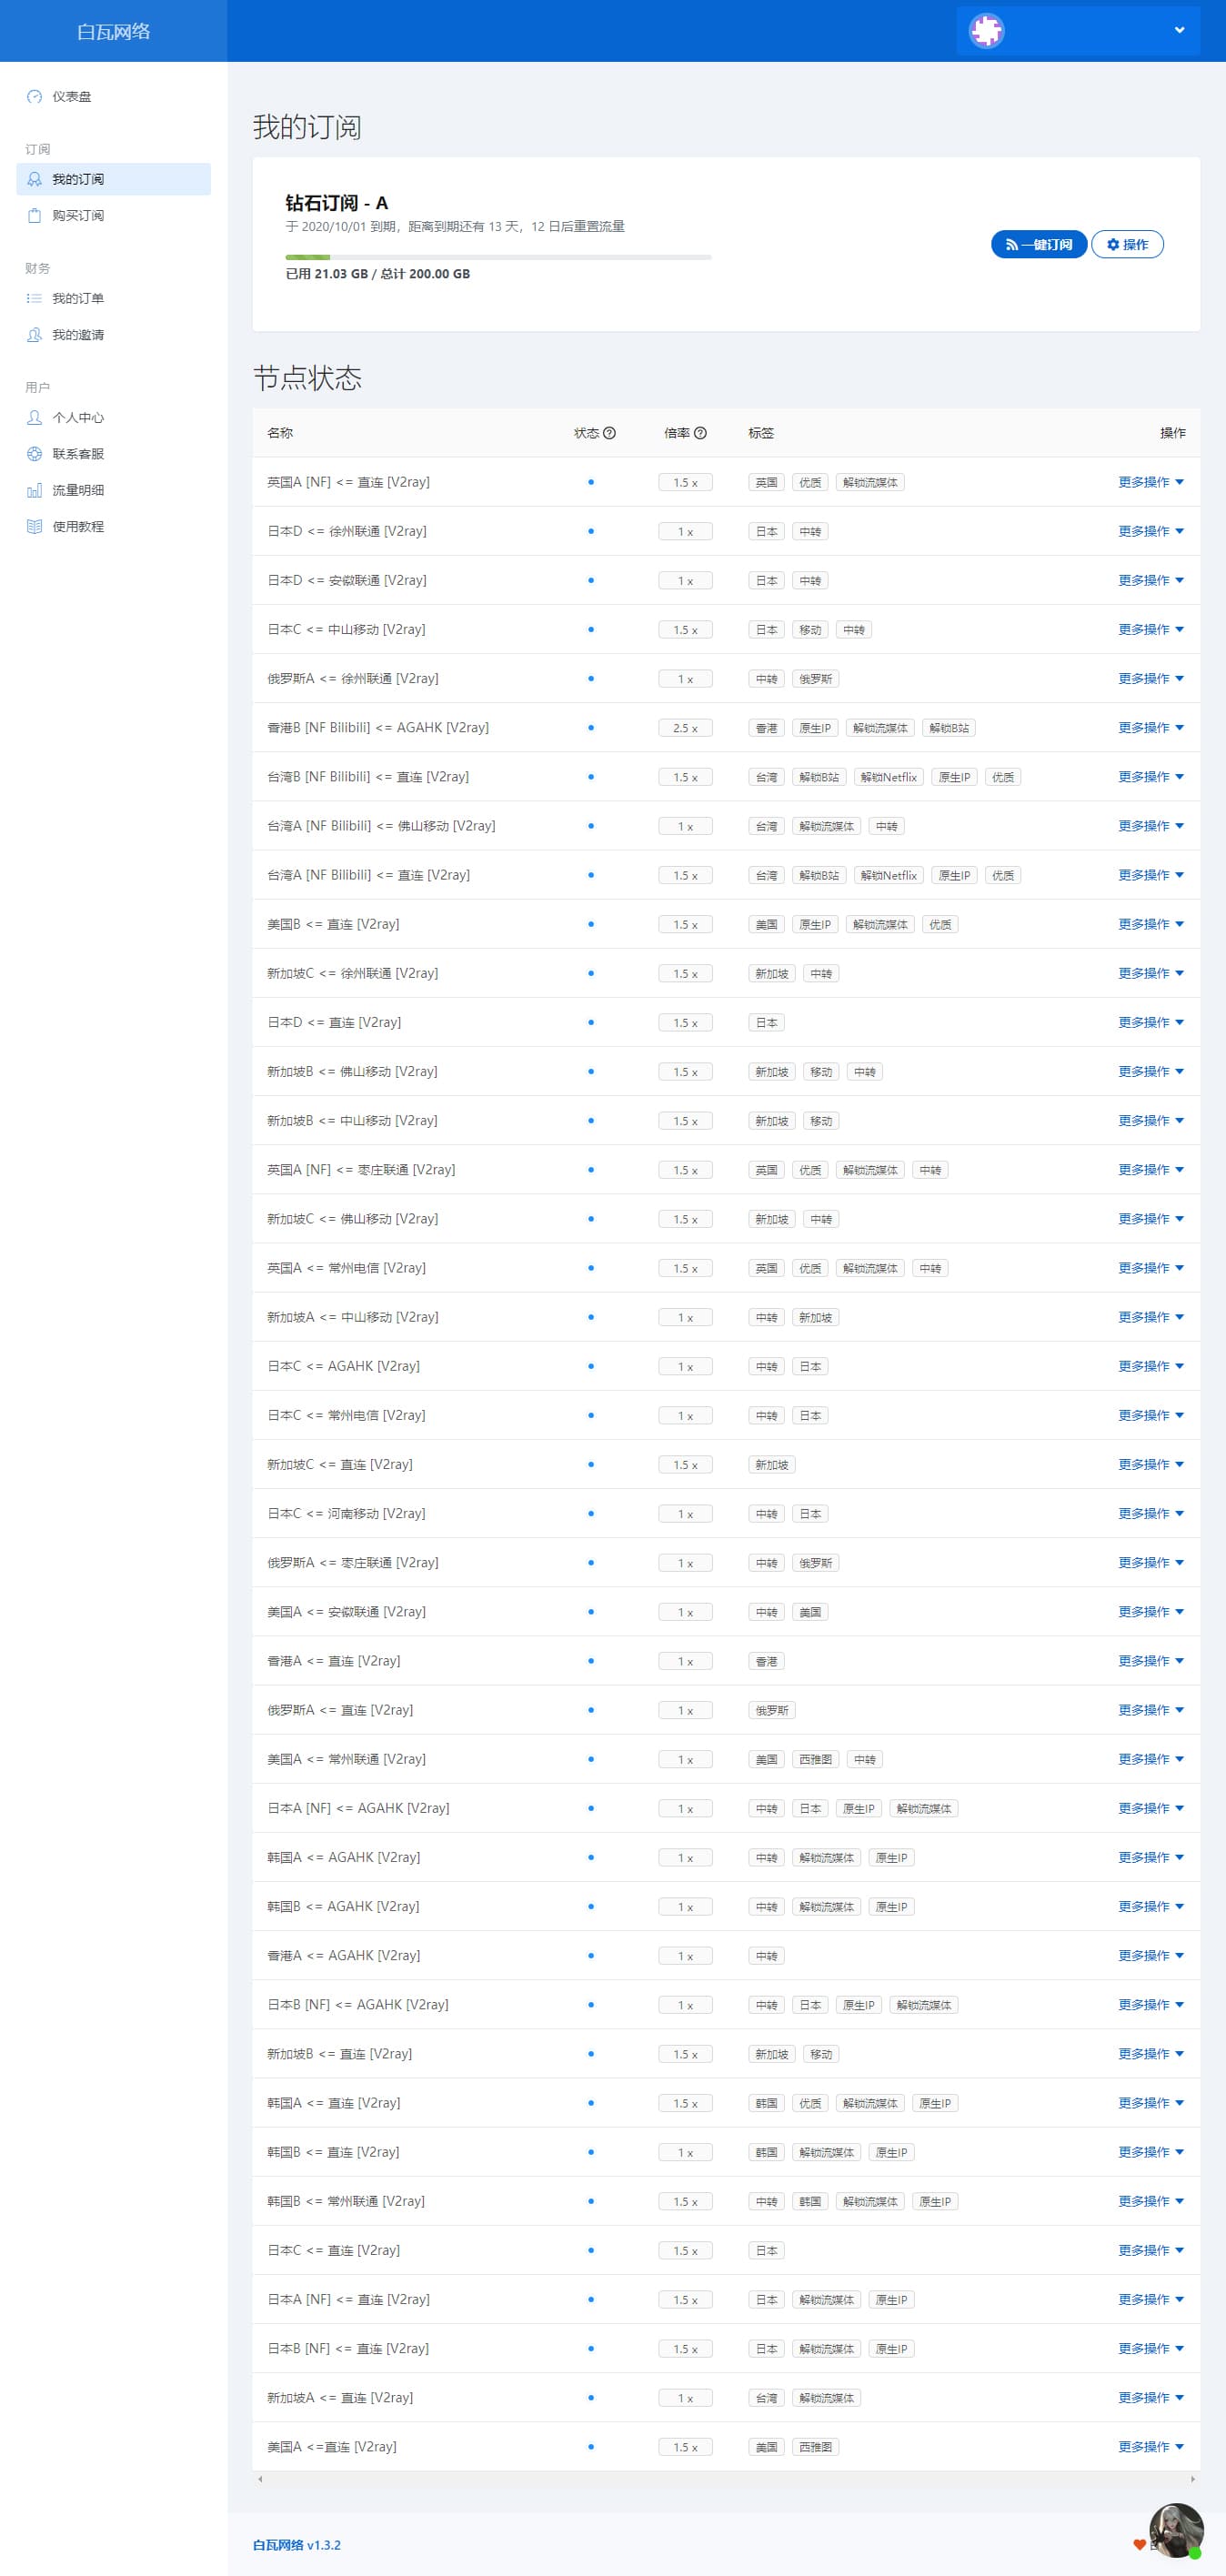 白瓦网络
仪表盘
订阅
我的订阅
购买订阅
财务
我的订单
我的邀请
用户
个人中心
联系客服
流量明细
使用教程
我的订阅
钻石订阅 - A
于 2020/10/01 到期，距离到期还有 13 天，12 日后重置流量
已用 21.03 GB / 总计 200.00 GB
一键订阅 操作
节点状态
名称 状态 倍率 标签 操作
英国A [NF] <= 直连 [V2ray] 1.5 x 英国 优质 解锁流媒体 更多操作
日本D <= 徐州联通 [V2ray] 1 x 日本 中转 更多操作
日本D <= 安徽联通 [V2ray] 1 x 日本 中转 更多操作
日本C <= 中山移动 [V2ray] 1.5 x 日本 移动 中转 更多操作
俄罗斯A <= 徐州联通 [V2ray] 1 x 中转 俄罗斯 更多操作
香港B [NF Bilibili] <= AGAHK [V2ray] 2.5 x 香港 原生IP 解锁流媒体 解锁B站 更多操作
台湾B [NF Bilibili] <= 直连 [V2ray] 1.5 x 台湾 解锁B站 解锁Netflix 原生IP 优质 更多操作
台湾A [NF Bilibili] <= 佛山移动 [V2ray] 1 x 台湾 解锁流媒体 中转 更多操作
台湾A [NF Bilibili] <= 直连 [V2ray] 1.5 x 台湾 解锁B站 解锁Netflix 原生IP 优质 更多操作
美国B <= 直连 [V2ray] 1.5 x 美国 原生IP 解锁流媒体 优质 更多操作
新加坡C <= 徐州联通 [V2ray] 1.5 x 新加坡 中转 更多操作
日本D <= 直连 [V2ray] 1.5 x 日本 更多操作
新加坡B <= 佛山移动 [V2ray] 1.5 x 新加坡 移动 中转 更多操作
新加坡B <= 中山移动 [V2ray] 1.5 x 新加坡 移动 更多操作
英国A [NF] <= 枣庄联通 [V2ray] 1.5 x 英国 优质 解锁流媒体 中转 更多操作
新加坡C <= 佛山移动 [V2ray] 1.5 x 新加坡 中转 更多操作
英国A <= 常州电信 [V2ray] 1.5 x 英国 优质 解锁流媒体 中转 更多操作
新加坡A <= 中山移动 [V2ray] 1 x 中转 新加坡 更多操作
日本C <= AGAHK [V2ray] 1 x 中转 日本 更多操作
日本C <= 常州电信 [V2ray] 1 x 中转 日本 更多操作
新加坡C <= 直连 [V2ray] 1.5 x 新加坡 更多操作
日本C <= 河南移动 [V2ray] 1 x 中转 日本 更多操作
俄罗斯A <= 枣庄联通 [V2ray] 1 x 中转 俄罗斯 更多操作
美国A <= 安徽联通 [V2ray] 1 x 中转 美国 更多操作
香港A <= 直连 [V2ray] 1 x 香港 更多操作
俄罗斯A <= 直连 [V2ray] 1 x 俄罗斯 更多操作
美国A <= 常州联通 [V2ray] 1 x 美国 西雅图 中转 更多操作
日本A [NF] <= AGAHK [V2ray] 1 x 中转 日本 原生IP 解锁流媒体 更多操作
韩国A <= AGAHK [V2ray] 1 x 中转 解锁流媒体 原生IP 更多操作
韩国B <= AGAHK [V2ray] 1 x 中转 解锁流媒体 原生IP 更多操作
香港A <= AGAHK [V2ray] 1 x 中转 更多操作
日本B [NF] <= AGAHK [V2ray] 1 x 中转 日本 原生IP 解锁流媒体 更多操作
新加坡B <= 直连 [V2ray] 1.5 x 新加坡 移动 更多操作
韩国A <= 直连 [V2ray] 1.5 x 韩国 优质 解锁流媒体 原生IP 更多操作
韩国B <= 直连 [V2ray] 1 x 韩国 解锁流媒体 原生IP 更多操作
韩国B <= 常州联通 [V2ray] 1.5 x 中转 韩国 解锁流媒体 原生IP 更多操作
日本C <= 直连 [V2ray] 1.5 x 日本 更多操作
日本A [NF] <= 直连 [V2ray] 1.5 x 日本 解锁流媒体 原生IP 更多操作
日本B [NF] <= 直连 [V2ray] 1.5 x 日本 解锁流媒体 原生IP 更多操作
新加坡A <= 直连 [V2ray] 1 x 台湾 解锁流媒体 更多操作
美国A <=直连 [V2ray] 1.5 x 美国 西雅图 更多操作
白瓦网络 v1.3.2